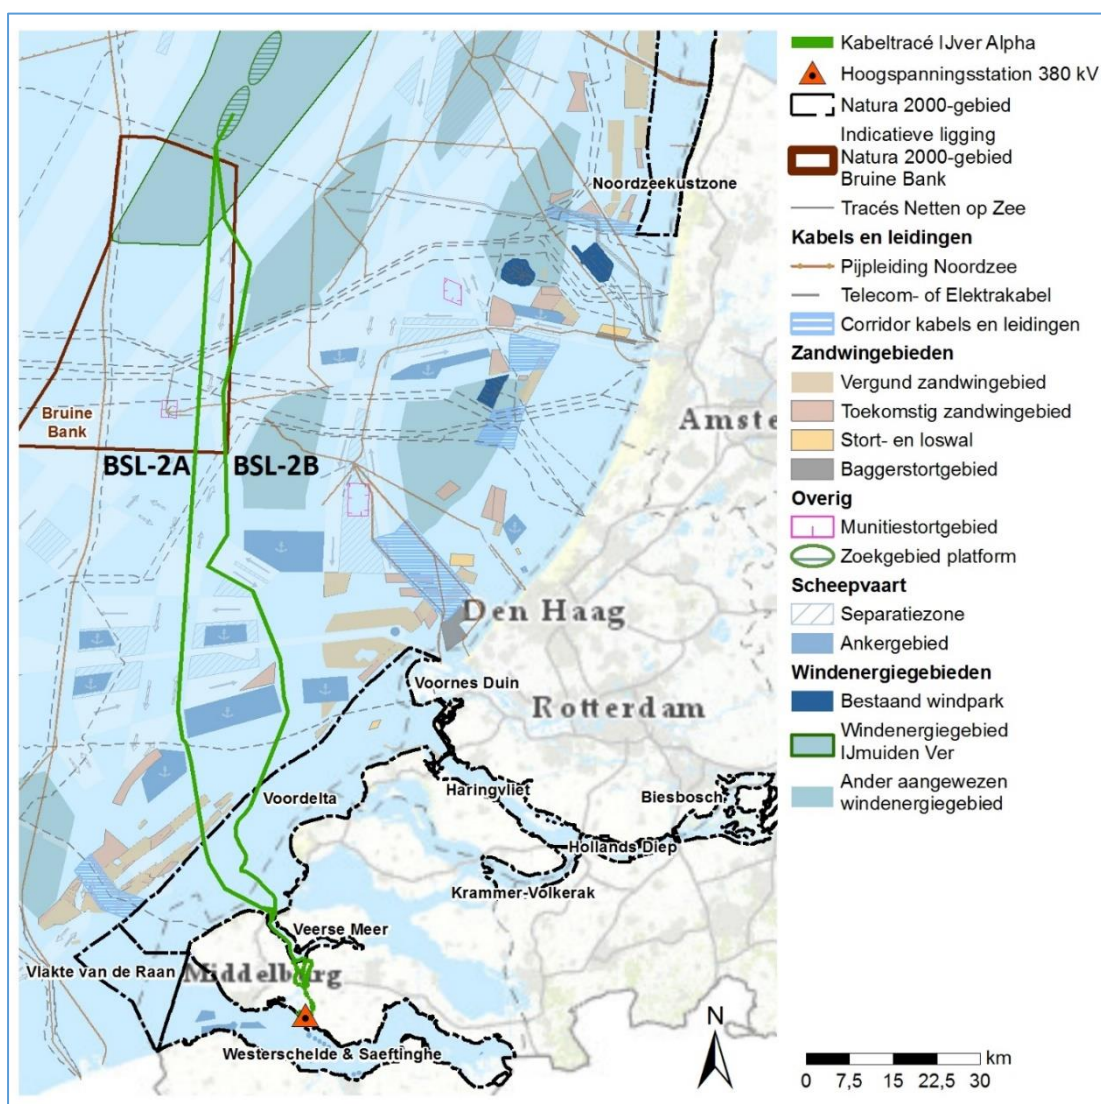 Noordzeekustzone
Amste
Bruine
Bank
BSL-2A
BSL-2B
Den Haag
Voornes Duin
Rotterdam
Haringvliet
Biesbosch
Voordelta
Hollands Diep
Krammer-Volkerak
Veerse Meer
Vlakte van de Raan
Middelburg
Westerschelde & Saeftinghe
Kabeltracé IJver Alpha
Hoogspanningsstation 380 kV
Natura 2000-gebied
Indicatieve ligging
Natura 2000-gebied
Bruine Bank
Tracés Netten op Zee
Kabels en leidingen
Pijpleiding Noordzee
Telecom- of Elektrakabel
Corridor kabels en leidingen
Zandwingebieden
Vergund zandwingebied
Toekomstig zandwingebied
Stort- en loswal
Baggerstortgebied
Overig
Munitiestortgebied
Zoekgebied platform
Scheepvaart
Separatiezone
Ankergebied
Windenergiegebieden
Bestaand windpark
Windenergiegebied
IJmuiden Ver
Ander aangewezen
windenergiegebied
N
km
0 7,5 15 22,5 30